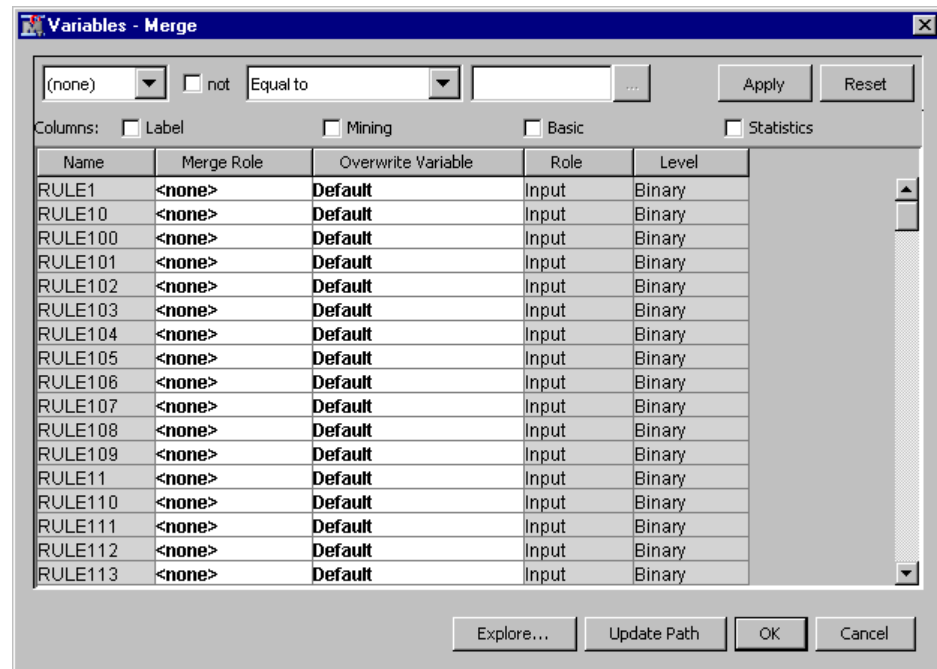 Variables - Merge
(none) not Equal to ... Apply Reset
Columns: Label Mining Basic Statistics
Name Merge Role Overwrite Variable Role Level
RULE1 <none> Default Input Binary
RULE10 <none> Default Input Binary
RULE100 <none> Default Input Binary
RULE101 <none> Default Input Binary
RULE102 <none> Default Input Binary
RULE103 <none> Default Input Binary
RULE104 <none> Default Input Binary
RULE105 <none> Default Input Binary
RULE106 <none> Default Input Binary
RULE107 <none> Default Input Binary
RULE108 <none> Default Input Binary
RULE109 <none> Default Input Binary
RULE11 <none> Default Input Binary
RULE110 <none> Default Input Binary
RULE111 <none> Default Input Binary
RULE112 <none> Default Input Binary
RULE113 <none> Default Input Binary
Explore... Update Path OK Cancel